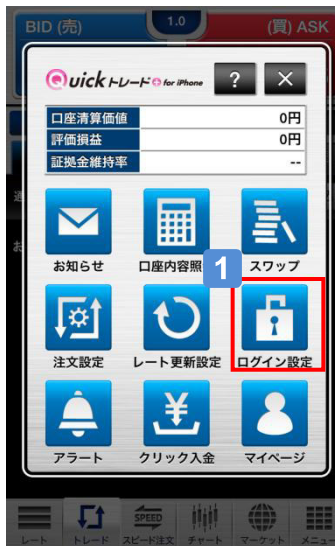 BID (売) 1.0 (買) ASK
Quick トレード+ for iPhone ? ×
口座清算価値 0円
評価損益 0円
証拠金維持率 --
お知らせ 口座内容照 1 スワップ
注文設定 レート更新設定 ログイン設定
アラート クリック入金 マイページ
SPEED
レート トレード スピード注文 チャート マーケット メニュー